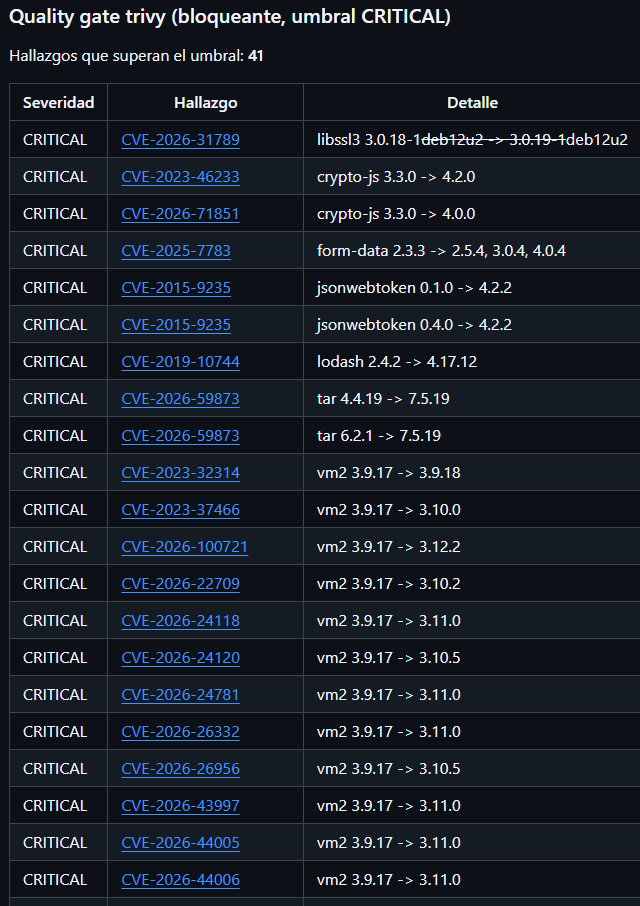 Quality gate trivy (bloqueante, umbral CRITICAL)
Hallazgos que superan el umbral: 41
Severidad Hallazgo Detalle
CRITICAL CVE-2026-31789 libssl3 3.0.18-1deb12u2 -> 3.0.19-1deb12u2
CRITICAL CVE-2023-46233 crypto-js 3.3.0 -> 4.2.0
CRITICAL CVE-2026-71851 crypto-js 3.3.0 -> 4.0.0
CRITICAL CVE-2025-7783 form-data 2.3.3 -> 2.5.4, 3.0.4, 4.0.4
CRITICAL CVE-2015-9235 jsonwebtoken 0.1.0 -> 4.2.2
CRITICAL CVE-2015-9235 jsonwebtoken 0.4.0 -> 4.2.2
CRITICAL CVE-2019-10744 lodash 2.4.2 -> 4.17.12
CRITICAL CVE-2026-59873 tar 4.4.19 -> 7.5.19
CRITICAL CVE-2026-59873 tar 6.2.1 -> 7.5.19
CRITICAL CVE-2023-32314 vm2 3.9.17 -> 3.9.18
CRITICAL CVE-2023-37466 vm2 3.9.17 -> 3.10.0
CRITICAL CVE-2026-100721 vm2 3.9.17 -> 3.12.2
CRITICAL CVE-2026-22709 vm2 3.9.17 -> 3.10.2
CRITICAL CVE-2026-24118 vm2 3.9.17 -> 3.11.0
CRITICAL CVE-2026-24120 vm2 3.9.17 -> 3.10.5
CRITICAL CVE-2026-24781 vm2 3.9.17 -> 3.11.0
CRITICAL CVE-2026-26332 vm2 3.9.17 -> 3.11.0
CRITICAL CVE-2026-26956 vm2 3.9.17 -> 3.10.5
CRITICAL CVE-2026-43997 vm2 3.9.17 -> 3.11.0
CRITICAL CVE-2026-44005 vm2 3.9.17 -> 3.11.0
CRITICAL CVE-2026-44006 vm2 3.9.17 -> 3.11.0